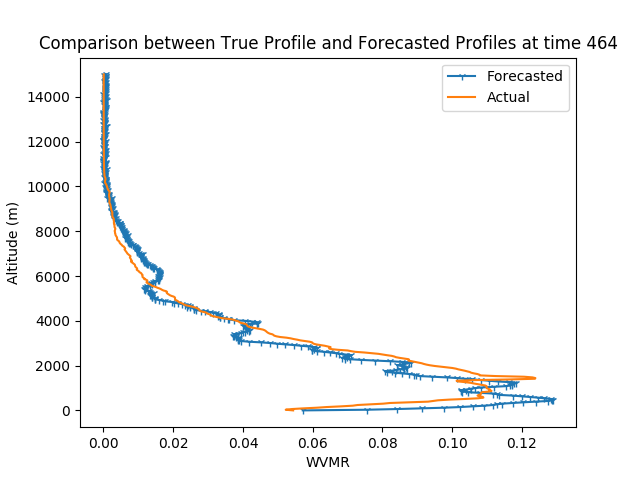 Comparison between True Profile and Forecasted Profiles at time 464
Forecasted
Actual
14000
12000
10000
8000
6000
4000
2000
0
Altitude (m)
0.00 0.02 0.04 0.06 0.08 0.10 0.12
WVMR